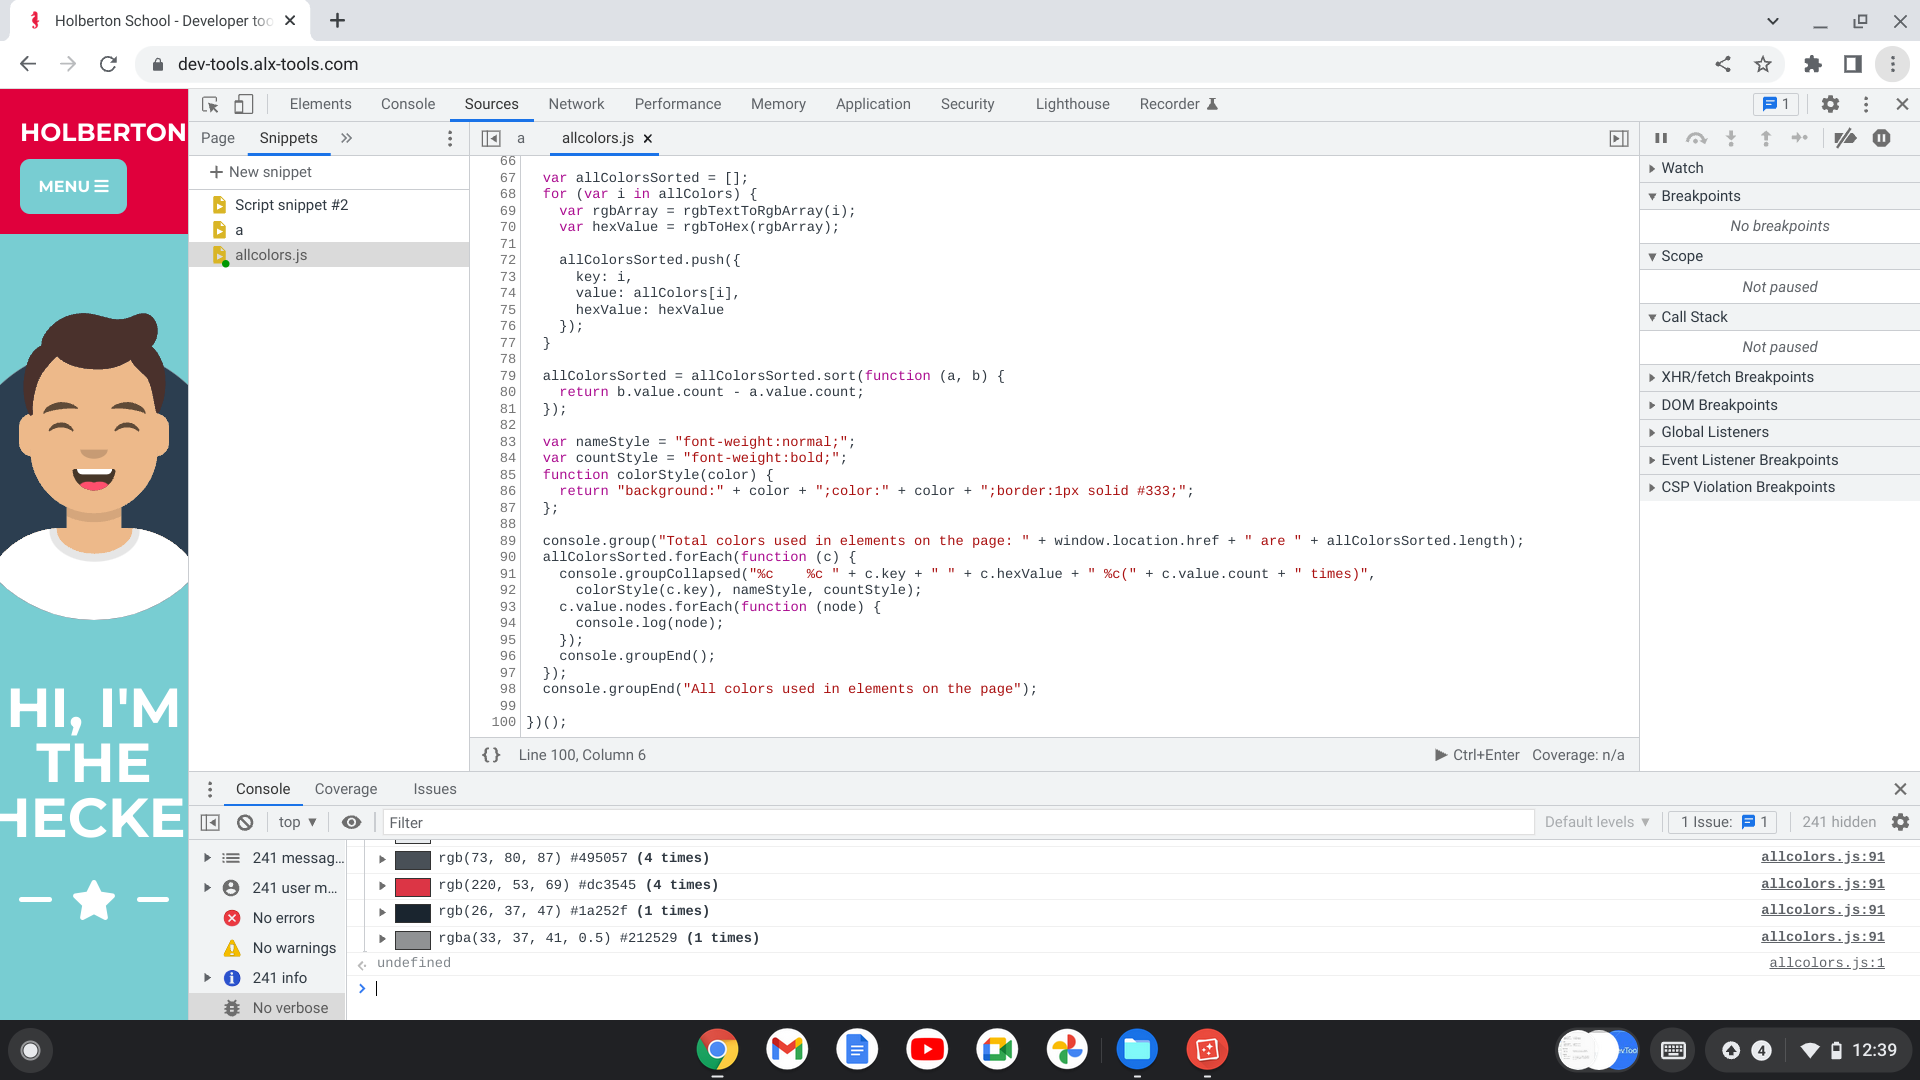 Holberton School - Developer too
dev-tools.alx-tools.com
HOLBERTON
MENU
HI, I'M
THE
HECKE
Elements Console Sources Network Performance Memory Application Security Lighthouse Recorder
1
Page Snippets
a allcolors.js
New snippet
Script snippet #2
a
allcolors.js
66
67 var allColorsSorted = [];
68 for (var i in allColors) {
69 var rgbArray = rgbTextToRgbArray(i);
70 var hexValue = rgbToHex(rgbArray);
71
72 allColorsSorted.push({
73 key: i,
74 value: allColors[i],
75 hexValue: hexValue
76 });
77 }
78
79 allColorsSorted = allColorsSorted.sort(function (a, b) {
80 return b.value.count - a.value.count;
81 });
82
83 var nameStyle = "font-weight:normal;";
84 var countStyle = "font-weight:bold;";
85 function colorStyle(color) {
86 return "background:" + color + ";color:" + color + ";border:1px solid #333;";
87 };
88
89 console.group("Total colors used in elements on the page: " + window.location.href + " are " + allColorsSorted.length);
90 allColorsSorted.forEach(function (c) {
91 console.groupCollapsed("%c    %c " + c.key + " " + c.hexValue + " %c(" + c.value.count + " times)",
92 colorStyle(c.key), nameStyle, countStyle);
93 c.value.nodes.forEach(function (node) {
94 console.log(node);
95 });
96 console.groupEnd();
97 });
98 console.groupEnd("All colors used in elements on the page");
99
100 })();
{} Line 100, Column 6
Ctrl+Enter Coverage: n/a
Watch
Breakpoints
No breakpoints
Scope
Not paused
Call Stack
Not paused
XHR/fetch Breakpoints
DOM Breakpoints
Global Listeners
Event Listener Breakpoints
CSP Violation Breakpoints
Console Coverage Issues
top Filter Default levels 1 Issue: 1 241 hidden
241 messag...
241 user m...
No errors
No warnings
241 info
No verbose
rgb(73, 80, 87) #495057 (4 times) allcolors.js:91
rgb(220, 53, 69) #dc3545 (4 times) allcolors.js:91
rgb(26, 37, 47) #1a252f (1 times) allcolors.js:91
rgba(33, 37, 41, 0.5) #212529 (1 times) allcolors.js:91
undefined allcolors.js:1
4 12:39